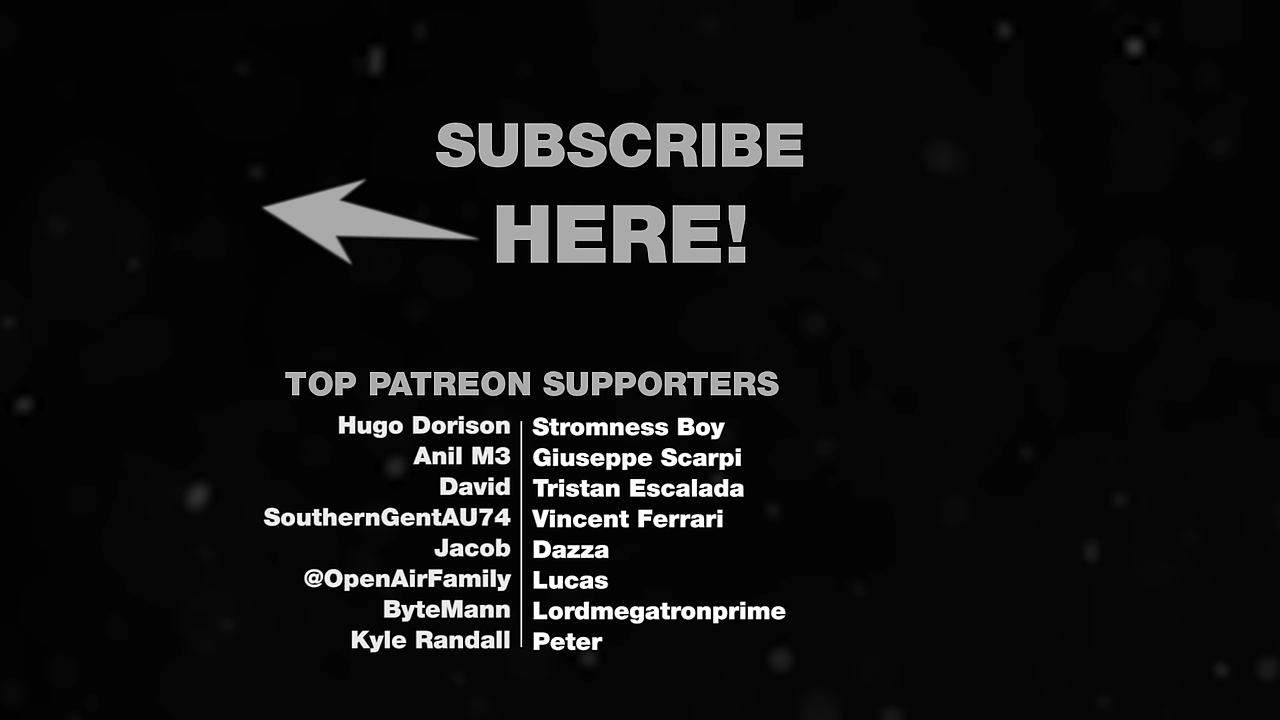 SUBSCRIBE
HERE!
TOP PATREON SUPPORTERS
Hugo Dorison
Anil M3
David
SouthernGentAU74
Jacob
@OpenAirFamily
ByteMann
Kyle Randall
Stromness Boy
Giuseppe Scarpi
Tristan Escalada
Vincent Ferrari
Dazza
Lucas
Lordmegatronprime
Peter